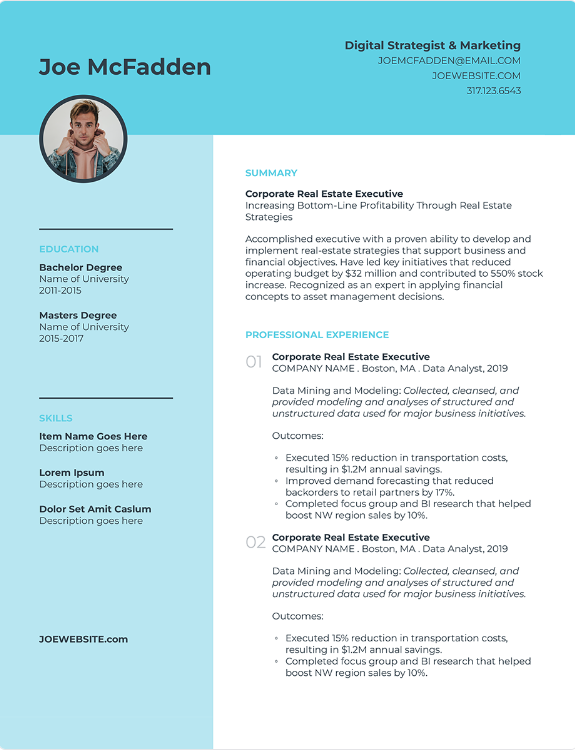 Joe McFadden
Digital Strategist & Marketing
JOEMCFADDEN@EMAIL.COM
JOEWEBSITE.COM
317.123.6543
EDUCATION
Bachelor Degree
Name of University
2011-2015
Masters Degree
Name of University
2015-2017
SKILLS
Item Name Goes Here
Description goes here
Lorem Ipsum
Description goes here
Dolor Set Amit Caslum
Description goes here
JOEWEBSITE.com
SUMMARY
Corporate Real Estate Executive
Increasing Bottom-Line Profitability Through Real Estate
Strategies
Accomplished executive with a proven ability to develop and
implement real-estate strategies that support business and
financial objectives. Have led key initiatives that reduced
operating budget by $32 million and contributed to 550% stock
increase. Recognized as an expert in applying financial
concepts to asset management decisions.
PROFESSIONAL EXPERIENCE
01 Corporate Real Estate Executive
COMPANY NAME . Boston, MA . Data Analyst, 2019
Data Mining and Modeling: Collected, cleansed, and
provided modeling and analyses of structured and
unstructured data used for major business initiatives.
Outcomes:
◦ Executed 15% reduction in transportation costs,
resulting in $1.2M annual savings.
◦ Improved demand forecasting that reduced
backorders to retail partners by 17%.
◦ Completed focus group and BI research that helped
boost NW region sales by 10%.
02 Corporate Real Estate Executive
COMPANY NAME . Boston, MA . Data Analyst, 2019
Data Mining and Modeling: Collected, cleansed, and
provided modeling and analyses of structured and
unstructured data used for major business initiatives.
Outcomes:
◦ Executed 15% reduction in transportation costs,
resulting in $1.2M annual savings.
◦ Completed focus group and BI research that helped
boost NW region sales by 10%.